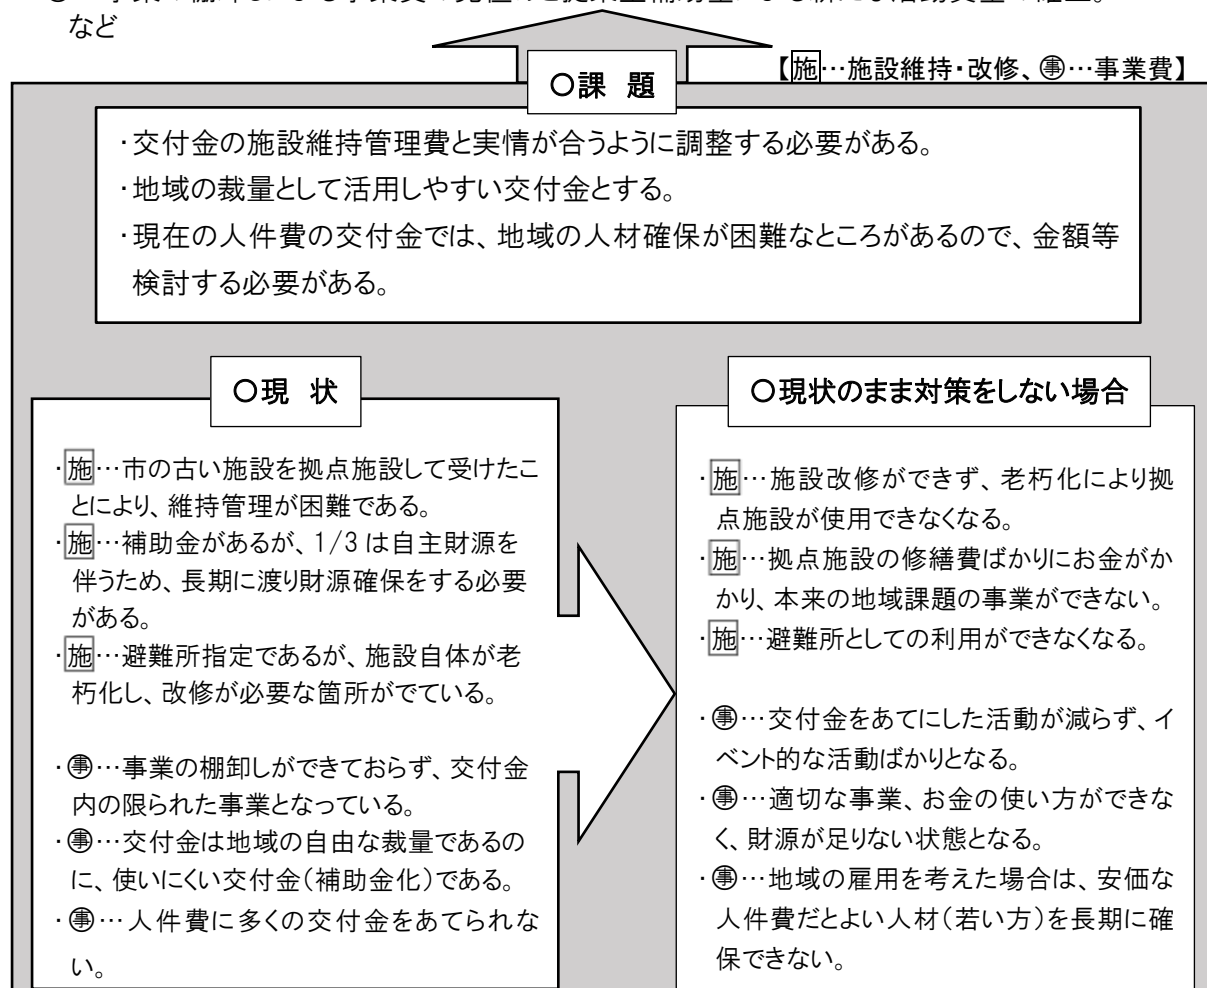 など
【施…施設維持・改修、㊝…事業費】
○課 題
・交付金の施設維持管理費と実情が合うように調整する必要がある。
・地域の裁量として活用しやすい交付金とする。
・現在の人件費の交付金では、地域の人材確保が困難なところがあるので、金額等
検討する必要がある。
○現 状
・施…市の古い施設を拠点施設して受けたこ
とにより、維持管理が困難である。
・施…補助金があるが、1/3は自主財源を
伴うため、長期に渡り財源確保をする必要
がある。
・施…避難所指定であるが、施設自体が老
朽化し、改修が必要な箇所がでている。
・事…事業の棚卸しができておらず、交付金
内の限られた事業となっている。
・事…交付金は地域の自由な裁量であるの
に、使いにくい交付金(補助金化)である。
・事…人件費に多くの交付金をあてられな
い。
○現状のまま対策をしない場合
・施…施設改修ができず、老朽化により拠
点施設が使用できなくなる。
・施…拠点施設の修繕費ばかりにお金がか
かり、本来の地域課題の事業ができない。
・施…避難所としての利用ができなくなる。
・事…交付金をあてにした活動が減らず、イ
ベント的な活動ばかりとなる。
・事…適切な事業、お金の使い方ができな
く、財源が足りない状態となる。
・事…地域の雇用を考えた場合は、安価な
人件費だとよい人材(若い方)を長期に確
保できない。